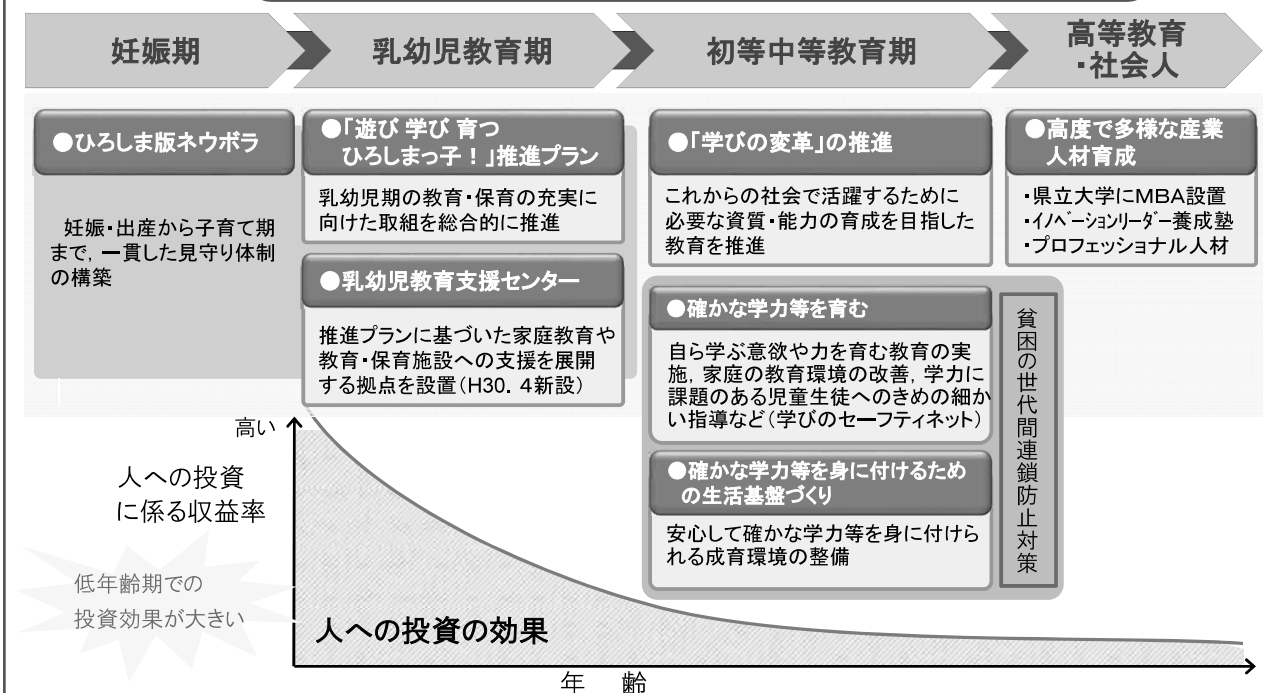 妊娠期
乳幼児教育期
初等中等教育期
高等教育
・社会人
●ひろしま版ネウボラ
妊娠・出産から子育て期
まで，一貫した見守り体制
の構築
●「遊び 学び 育つ
ひろしまっ子！」推進プラン
乳幼児期の教育・保育の充実に
向けた取組を総合的に推進
●乳幼児教育支援センター
推進プランに基づいた家庭教育や
教育・保育施設への支援を展開
する拠点を設置（H30．4新設）
●「学びの変革」の推進
これからの社会で活躍するために
必要な資質・能力の育成を目指した
教育を推進
●確かな学力等を育む
自ら学ぶ意欲や力を育む教育の実
施，家庭の教育環境の改善，学力に
課題のある児童生徒へのきめの細か
い指導など（学びのセーフティネット）
●確かな学力等を身に付けるため
の生活基盤づくり
安心して確かな学力等を身に付けら
れる成育環境の整備
貧困の世代間連鎖防止対策
●高度で多様な産業
人材育成
・県立大学にＭＢＡ設置
・ｲﾉﾍﾞｰｼｮﾝﾘｰﾀﾞｰ養成塾
・プロフェッショナル人材
高い
人への投資
に係る収益率
低年齢期での
投資効果が大きい
人への投資の効果
年　齢